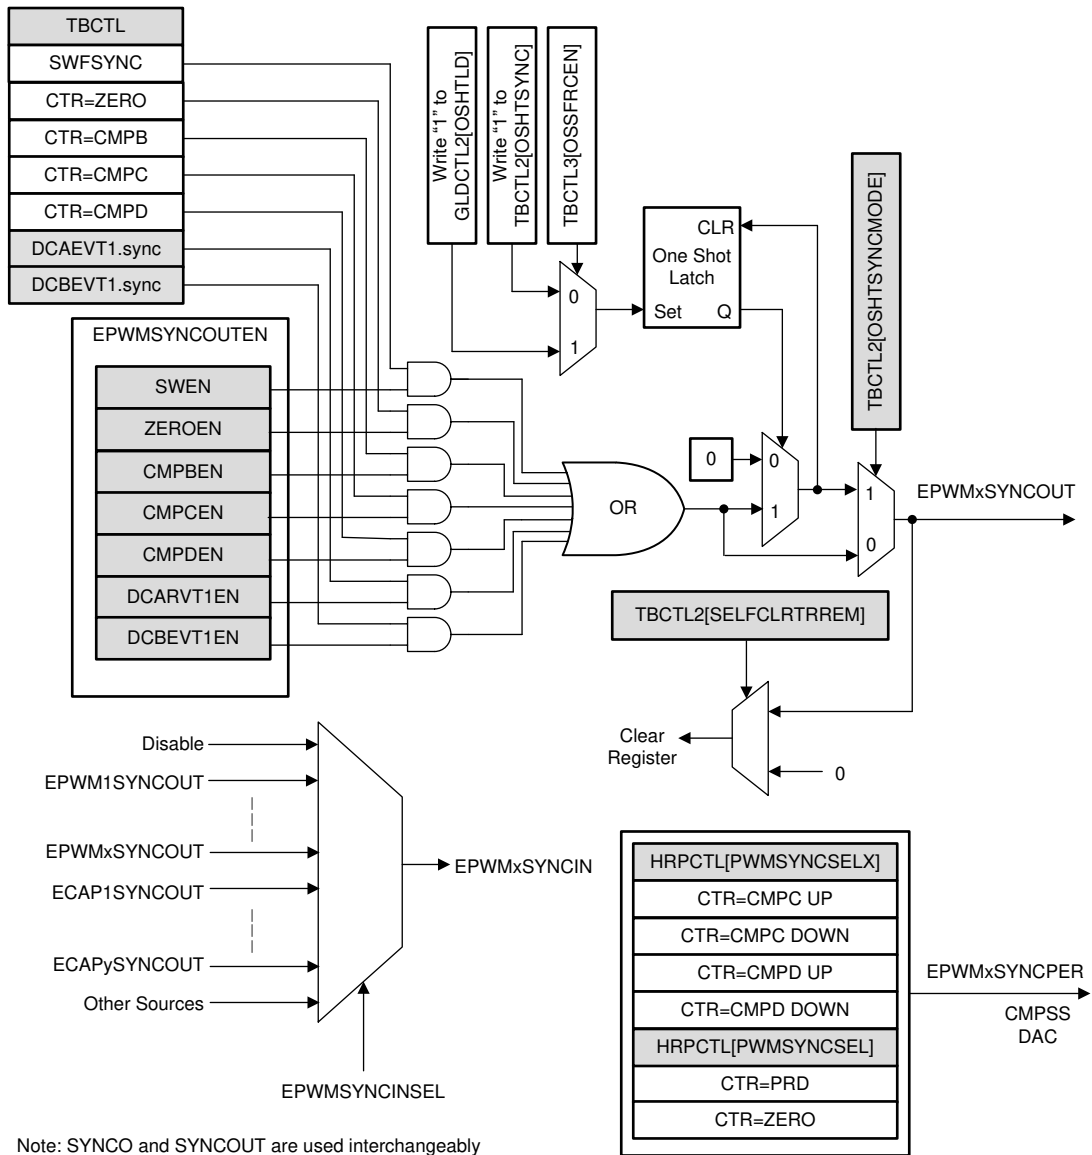 TBCTL
SWFSYNC
CTR=ZERO
CTR=CMPB
CTR=CMPC
CTR=CMPD
DCAEVT1.sync
DCBEVT1.sync
EPWMSYNCOUTEN
SWEN
ZEROEN
CMPBEN
CMPCEN
CMPDEN
DCARVT1EN
DCBEVT1EN
Write “1” to
GLDCTL2[OSHTLD]
Write “1” to
TBCTL2[OSHTSYNC]
TBCTL3[OSSFRCEN]
0
1
CLR
One Shot
Latch
Set
Q
TBCTL2[OSHTSYNCMODE]
OR
0
0
1
1
0
EPWMxSYNCOUT
TBCTL2[SELFCLRTRREM]
Clear
Register
0
Disable
EPWM1SYNCOUT
EPWMxSYNCOUT
ECAP1SYNCOUT
ECAPySYNCOUT
Other Sources
EPWMxSYNCIN
EPWMSYNCINSEL
HRPCTL[PWMSYNCSELX]
CTR=CMPC UP
CTR=CMPC DOWN
CTR=CMPD UP
CTR=CMPD DOWN
HRPCTL[PWMSYNCSEL]
CTR=PRD
CTR=ZERO
EPWMxSYNCPER
CMPSS
DAC
Note: SYNCO and SYNCOUT are used interchangeably